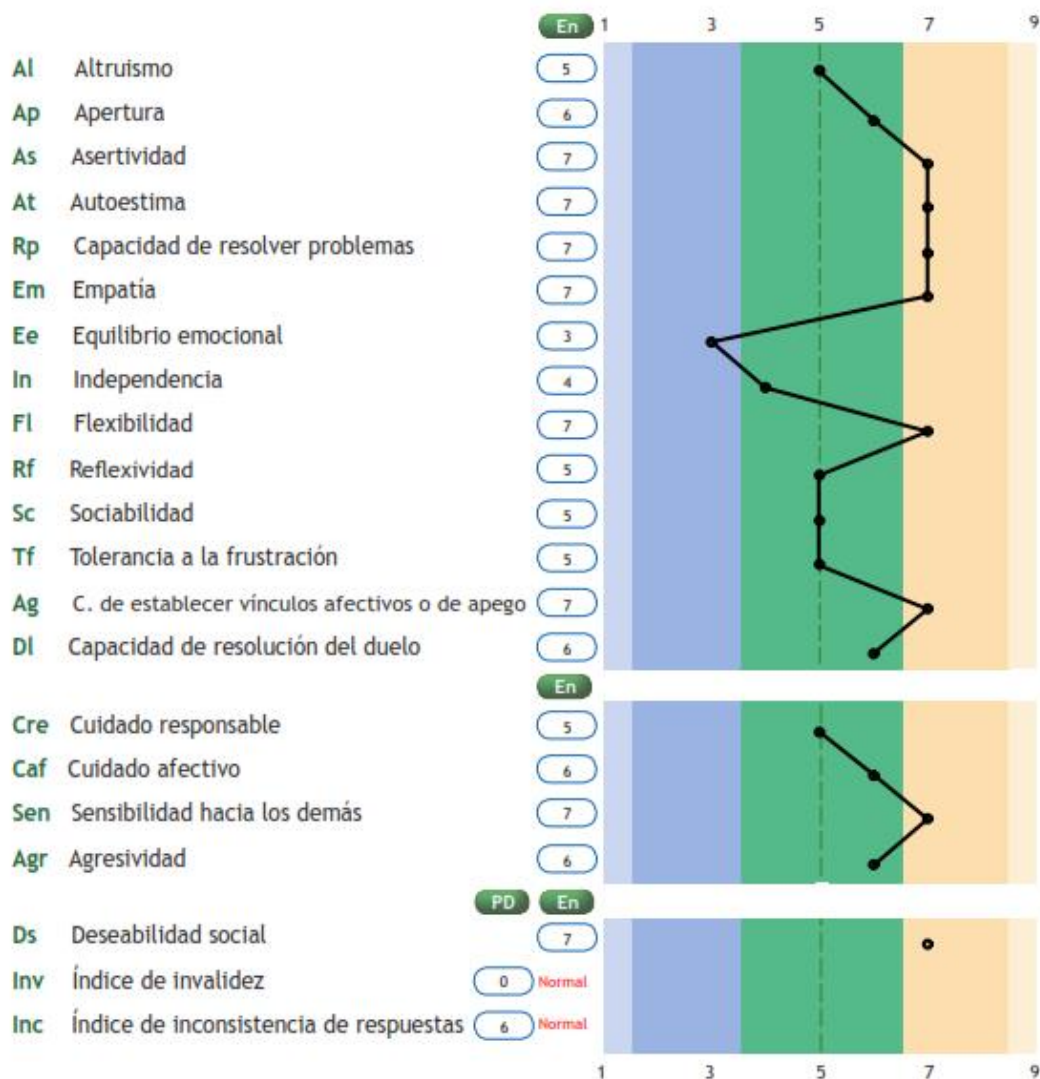 En 1 3 5 7 9
Al Altruismo 5
Ap Apertura 6
As Asertividad 7
At Autoestima 7
Rp Capacidad de resolver problemas 7
Em Empatía 7
Ee Equilibrio emocional 3
In Independencia 4
Fl Flexibilidad 7
Rf Reflexividad 5
Sc Sociabilidad 5
Tf Tolerancia a la frustración 5
Ag C. de establecer vínculos afectivos o de apego 7
Dl Capacidad de resolución del duelo 6
En
Cre Cuidado responsable 5
Caf Cuidado afectivo 6
Sen Sensibilidad hacia los demás 7
Agr Agresividad 6
PD En
Ds Deseabilidad social 7
Inv Índice de invalidez 0 Normal
Inc Índice de inconsistencia de respuestas 6 Normal
1 3 5 7 9